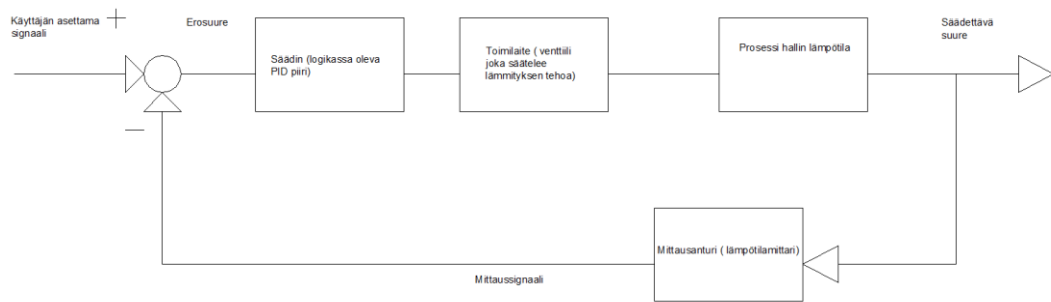 Käyttäjän asettama
signaali
+
Erosuure
Säädettävä
suure
Säädin (logikassa oleva
PID piiri)
Toimilaite ( venttiili
joka säätelee
lämmityksen tehoa)
Prosessi hallin lämpötila
—
Mittausanturi ( lämpötilamittari)
Mittaussignaali